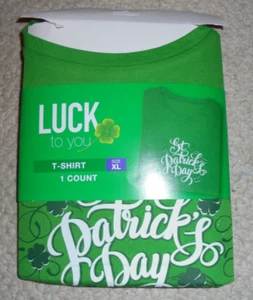 LUCK
to you
T-SHIRT
1 COUNT
SIZE
XL
St.
Patrick's
Day
Patrick's
Day